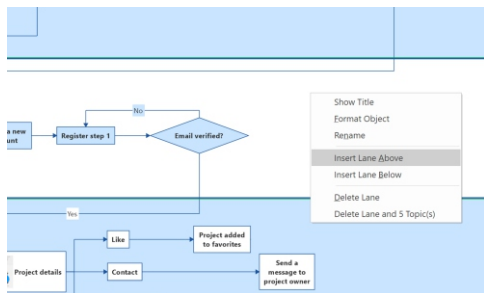 No
a new
Register step 1
Email verified?
Yes
Like
Project added
to favorites
Project details
Contact
Send a
message to
project owner
Show Title
Format Object
Rename
Insert Lane Above
Insert Lane Below
Delete Lane
Delete Lane and 5 Topic(s)